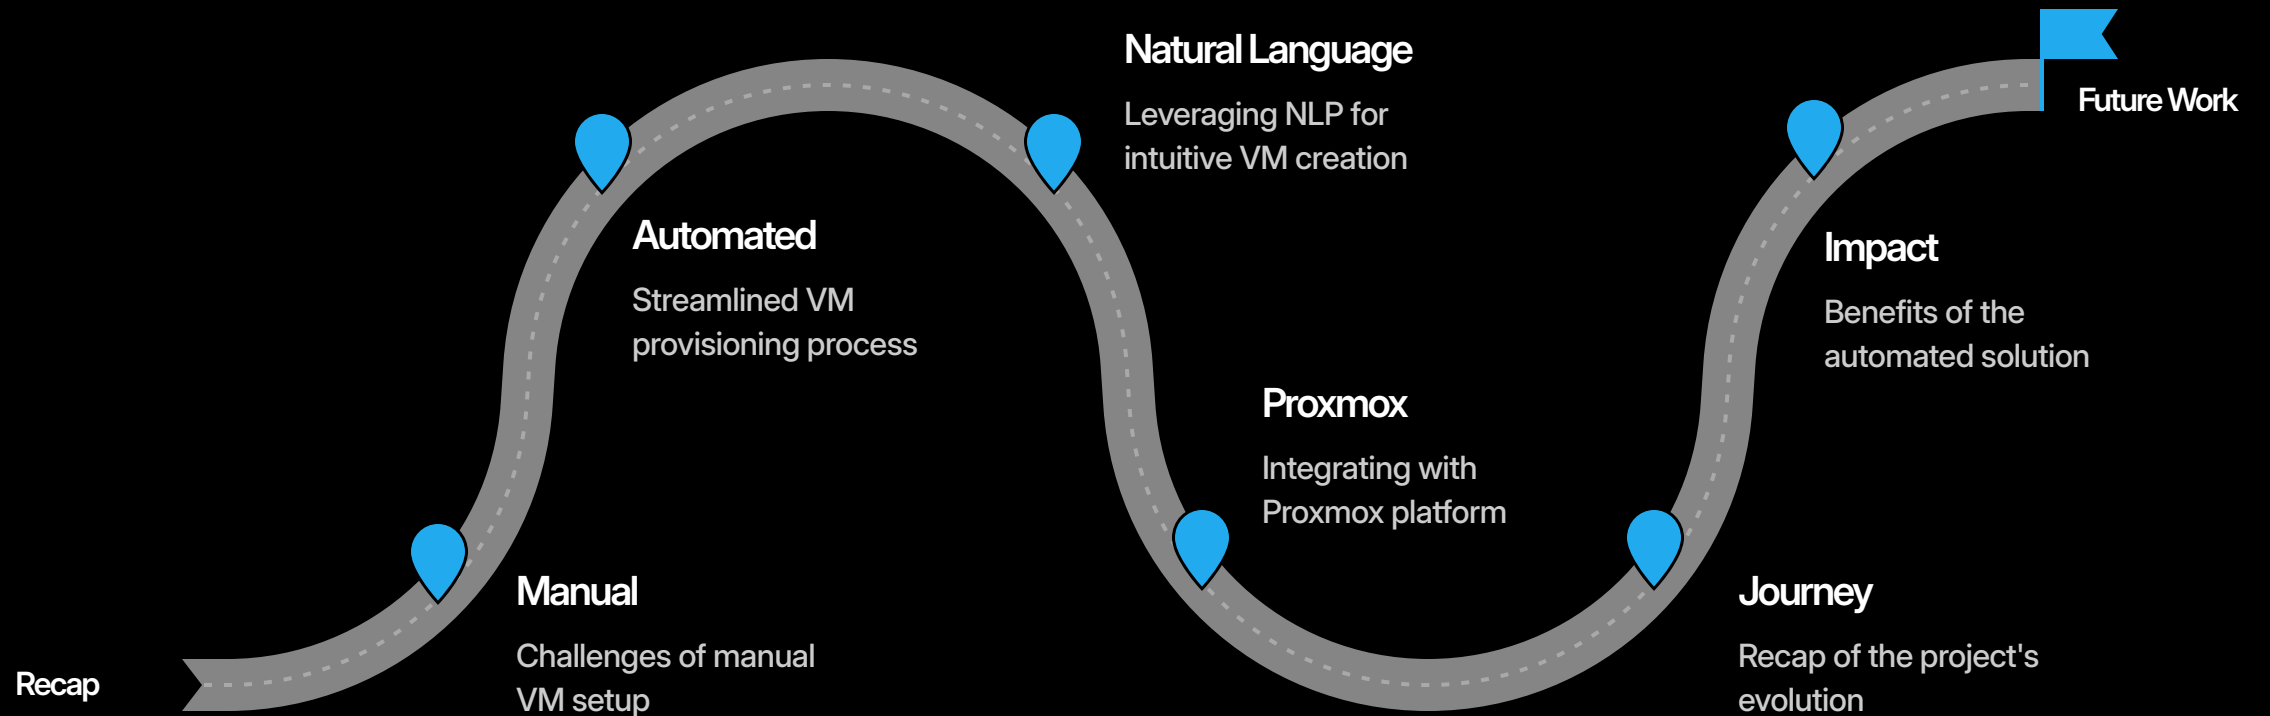 Recap
Manual
Challenges of manual
VM setup
Automated
Streamlined VM
provisioning process
Natural Language
Leveraging NLP for
intuitive VM creation
Proxmox
Integrating with
Proxmox platform
Journey
Recap of the project's
evolution
Impact
Benefits of the
automated solution
Future Work